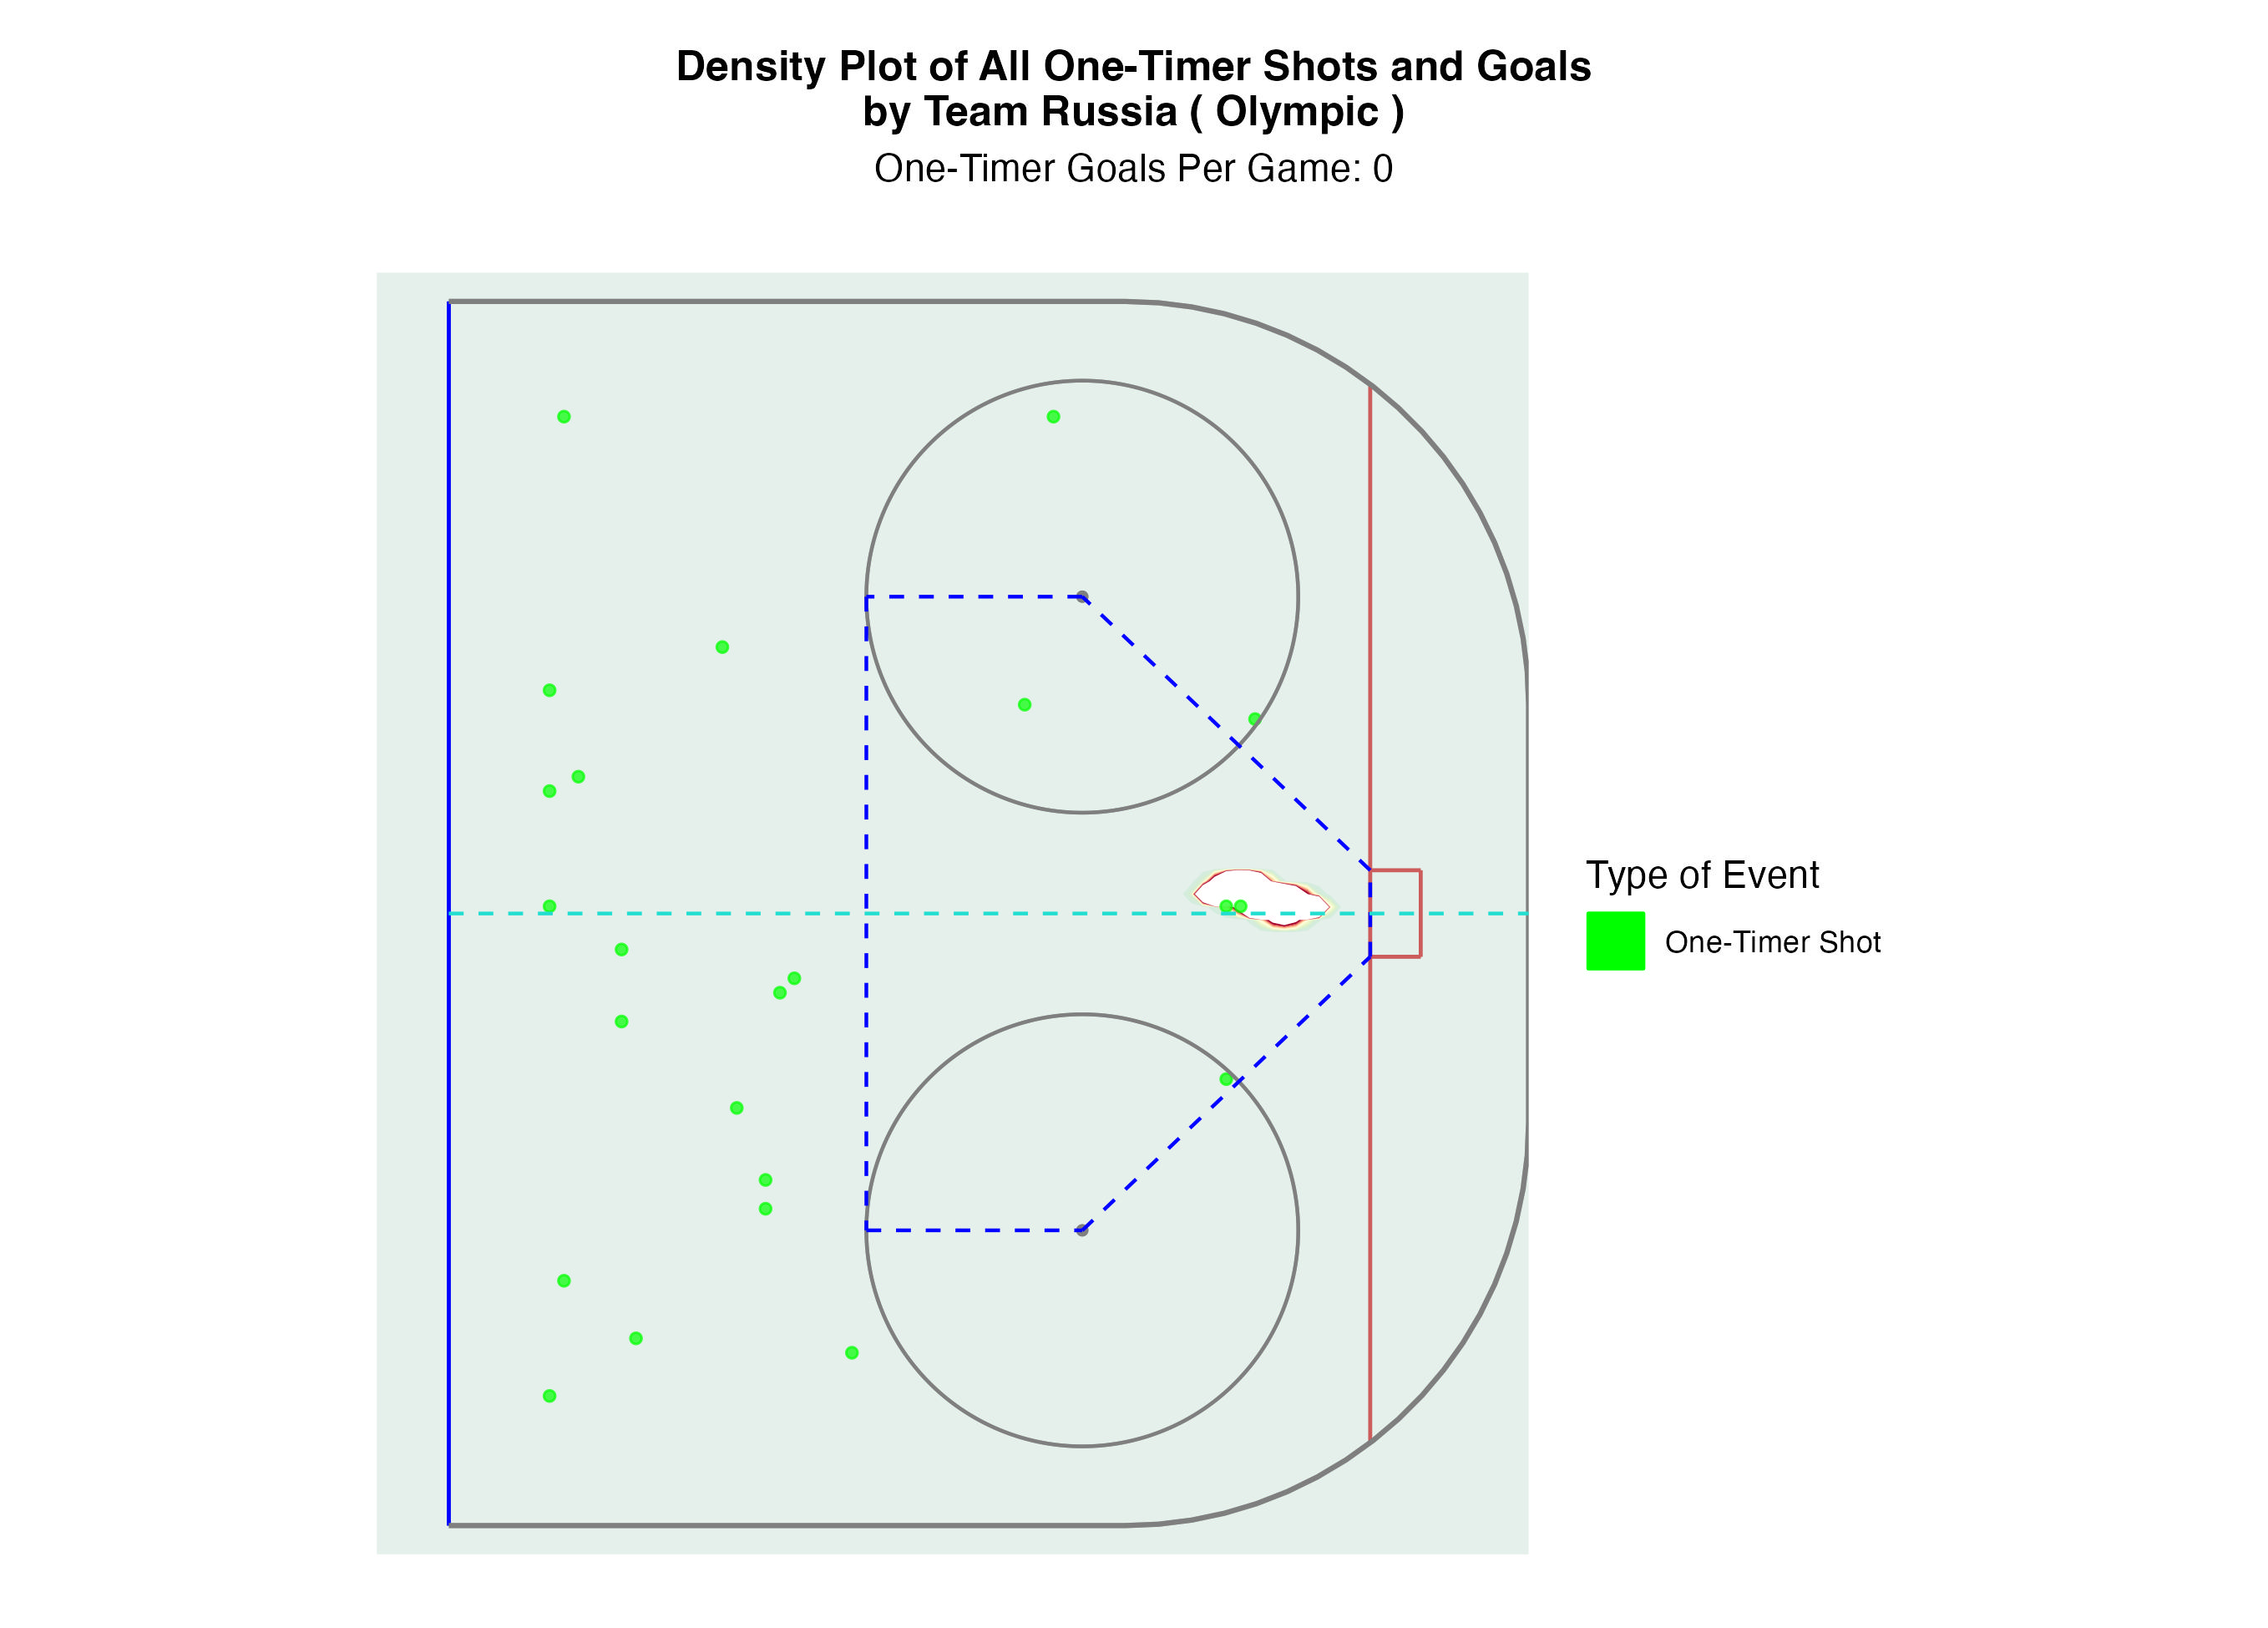 Density Plot of All One-Timer Shots and Goals
by Team Russia ( Olympic )
One-Timer Goals Per Game: 0
Type of Event
One-Timer Shot